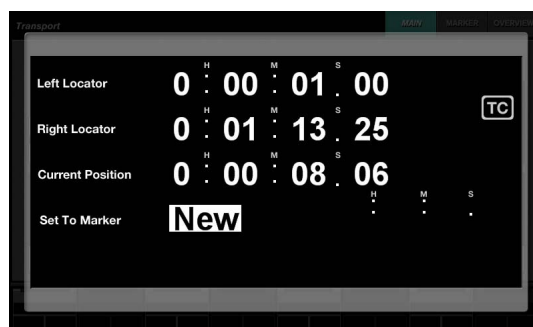 Transport MAIN MARKER OVERVIEW
H M S
Left Locator 0 : 00 : 01 . 00
TC
H M S
Right Locator 0 : 01 : 13 . 25
H M S
Current Position 0 : 00 : 08 . 06
H M S
Set To Marker New : : .